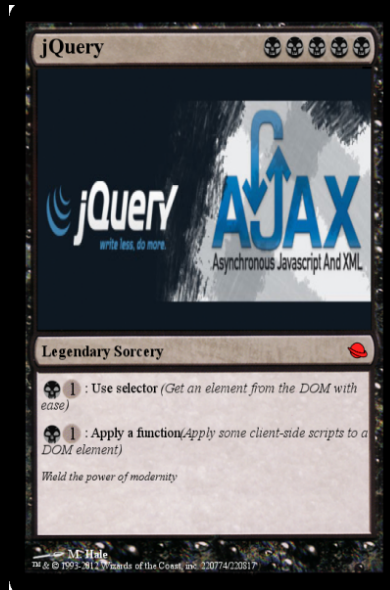 jQuery
jQuery
write less, do more.
AJAX
Asynchronous Javascript And XML
Legendary Sorcery
1 : Use selector (Get an element from the DOM with
ease)
1 : Apply a function(Apply some client-side scripts to a
DOM element)
Wield the power of modernity
M. Hale
™ & © 1993-2012 Wizards of the Coast, inc. 220774/220817